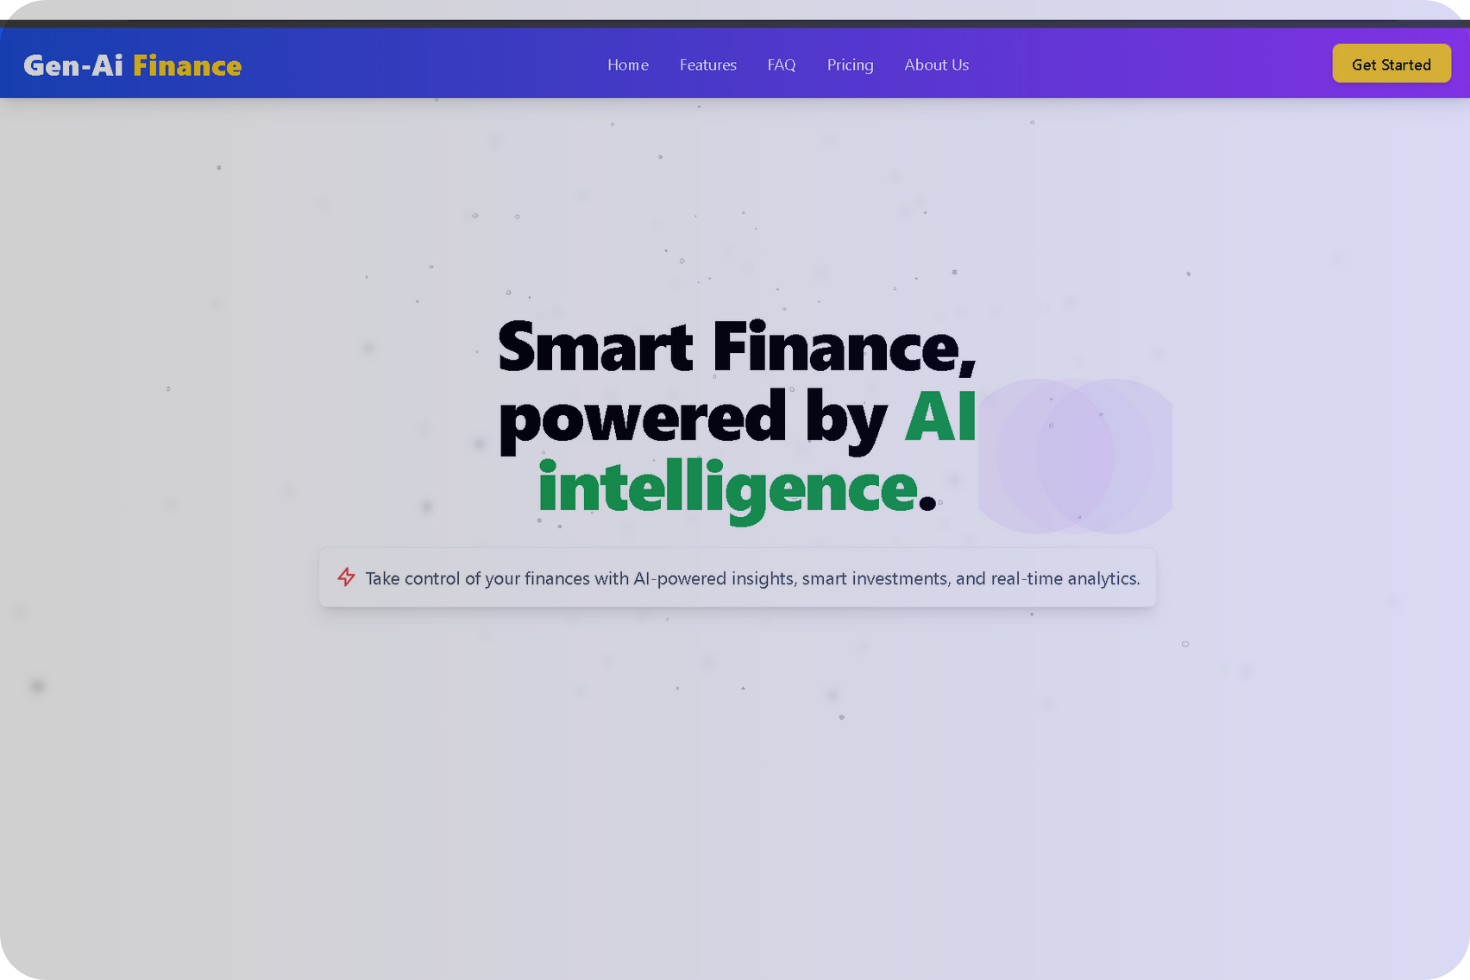 Gen-Ai Finance
Home Features FAQ Pricing About Us
Get Started
Smart Finance,
powered by AI
intelligence.
Take control of your finances with AI-powered insights, smart investments, and real-time analytics.